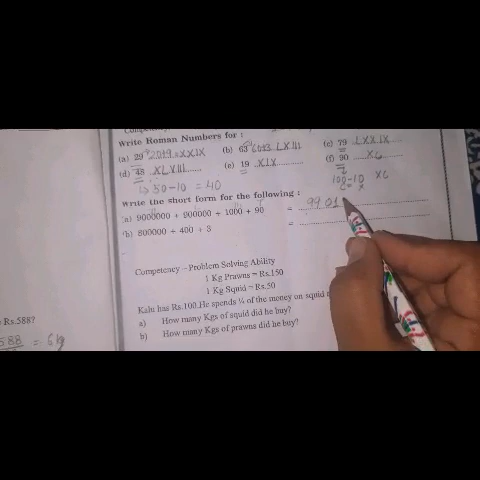 Write Roman Numbers for :
(a) 29 20+9=XXIX (b) 63 60+3 LXIII (c) 79 LXXIX
(d) 48 XLVIII (e) 19 XIX (f) 90 XC
50-10 = 40
100-10 XC
C X
Write the short form for the following :
(a) 9000000 + 900000 + 1000 + 90 = 9901
(b) 800000 + 400 + 3 =
Competency – Problem Solving Ability
1 Kg Prawns = Rs.150
1 Kg Squid = Rs.50
Kalu has Rs.100.He spends ¼ of the money on squid
a) How many Kgs of squid did he buy?
b) How many Kgs of prawns did he buy?
Rs.588?
588 =